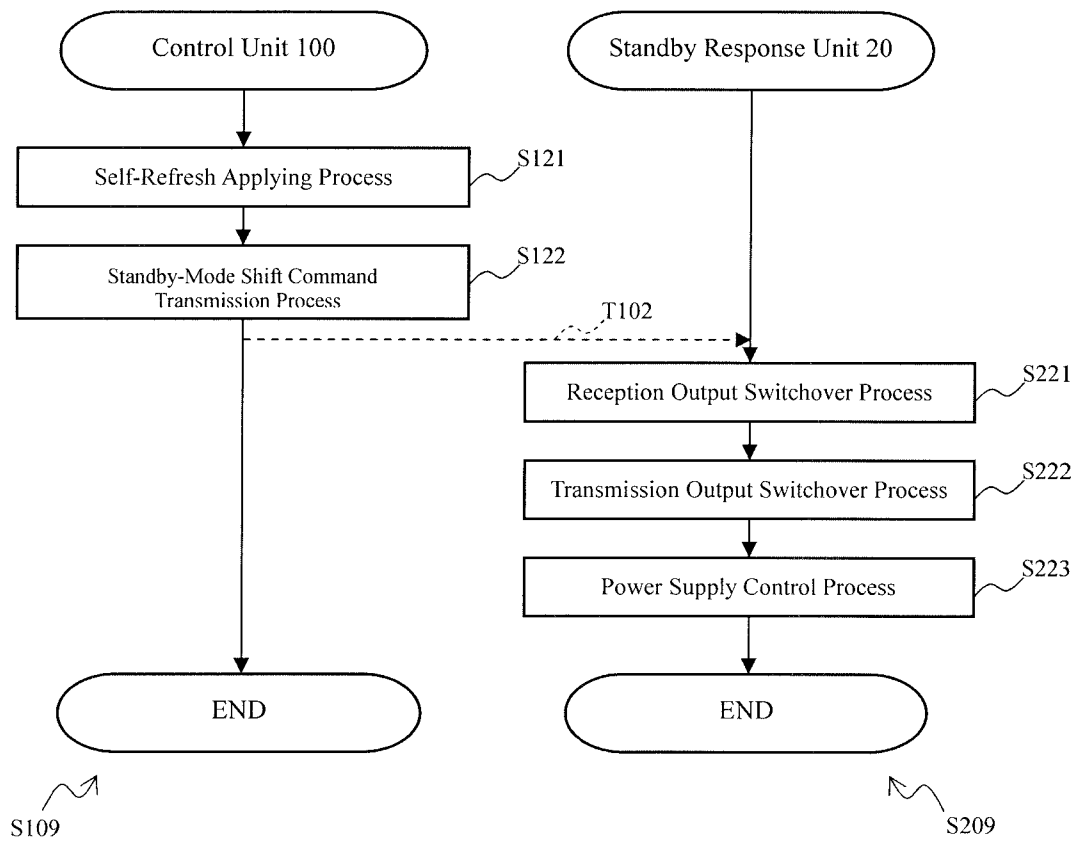 Control Unit 100
Standby Response Unit 20
S121
Self-Refresh Applying Process
S122
Standby-Mode Shift Command
Transmission Process
T102
S221
Reception Output Switchover Process
S222
Transmission Output Switchover Process
S223
Power Supply Control Process
END
END
S109
S209